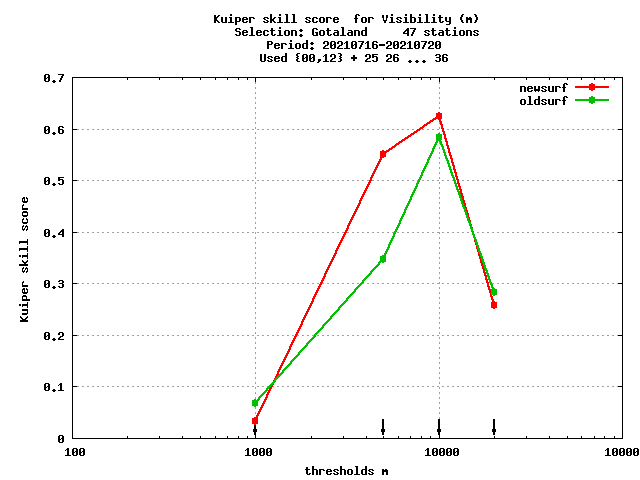 Kuiper skill score  for Visibility (m)
Selection: Gotaland     47 stations
Period: 20210716-20210720
Used {00,12} + 25 26 ... 36
newsurf
oldsurf
0.7
0.6
0.5
0.4
0.3
0.2
0.1
0
Kuiper skill score
100 1000 10000 10000
thresholds m